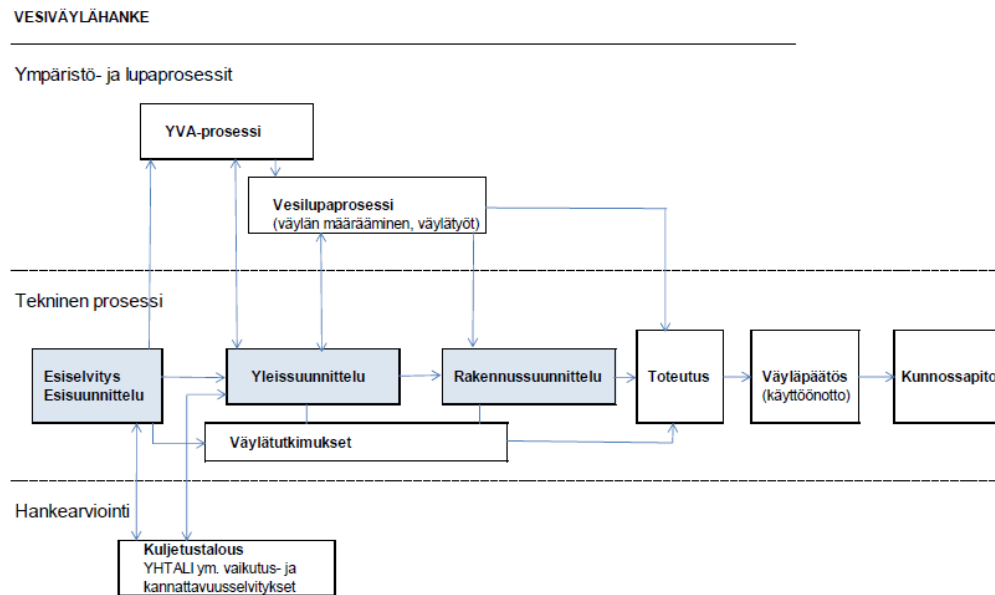 VESIVÄYLÄHANKE
Ympäristö- ja lupaprosessit
YVA-prosessi
Vesilupaprosessi
(väylän määrääminen, väylätyöt)
Tekninen prosessi
Esiselvitys
Esisuunnittelu
Yleissuunnittelu
Rakennussuunnittelu
Toteutus
Väyläpäätös
(käyttöönotto)
Kunnossapito
Väylätutkimukset
Hankearviointi
Kuljetustalous
YHTALI ym. vaikutus- ja
kannattavuusselvitykset